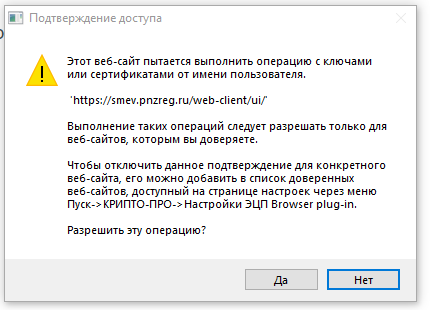 Подтверждение доступа
Этот веб-сайт пытается выполнить операцию с ключами
или сертификатами от имени пользователя.
"https://smev.pnzreg.ru/web-client/ui/"
Выполнение таких операций следует разрешать только для
веб-сайтов, которым вы доверяете.
Чтобы отключить данное подтверждение для конкретного
веб-сайта, его можно добавить в список доверенных
веб-сайтов, доступный на странице настроек через меню
Пуск->КРИПТО-ПРО->Настройки ЭЦП Browser plug-in.
Разрешить эту операцию?
Да
Нет